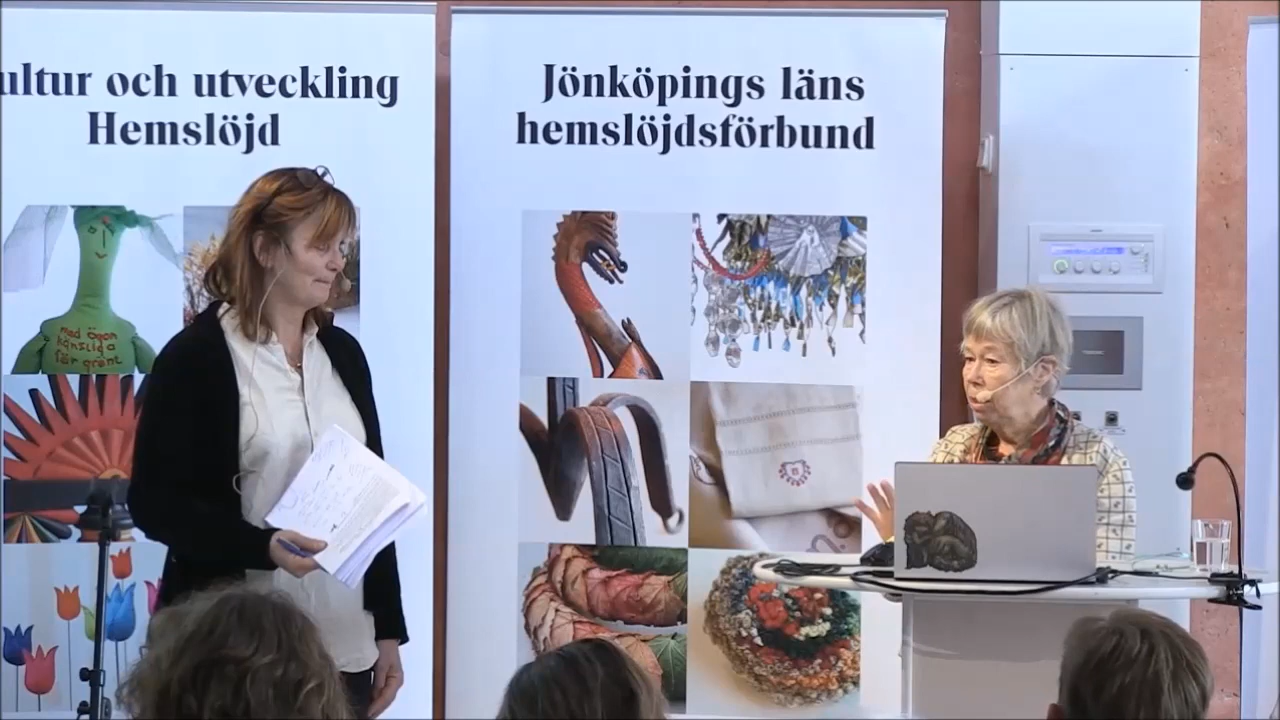 ultur och utveckling
Hemslöjd
Jönköpings läns
hemslöjdsförbund
med ögon
känsliga
för grönt